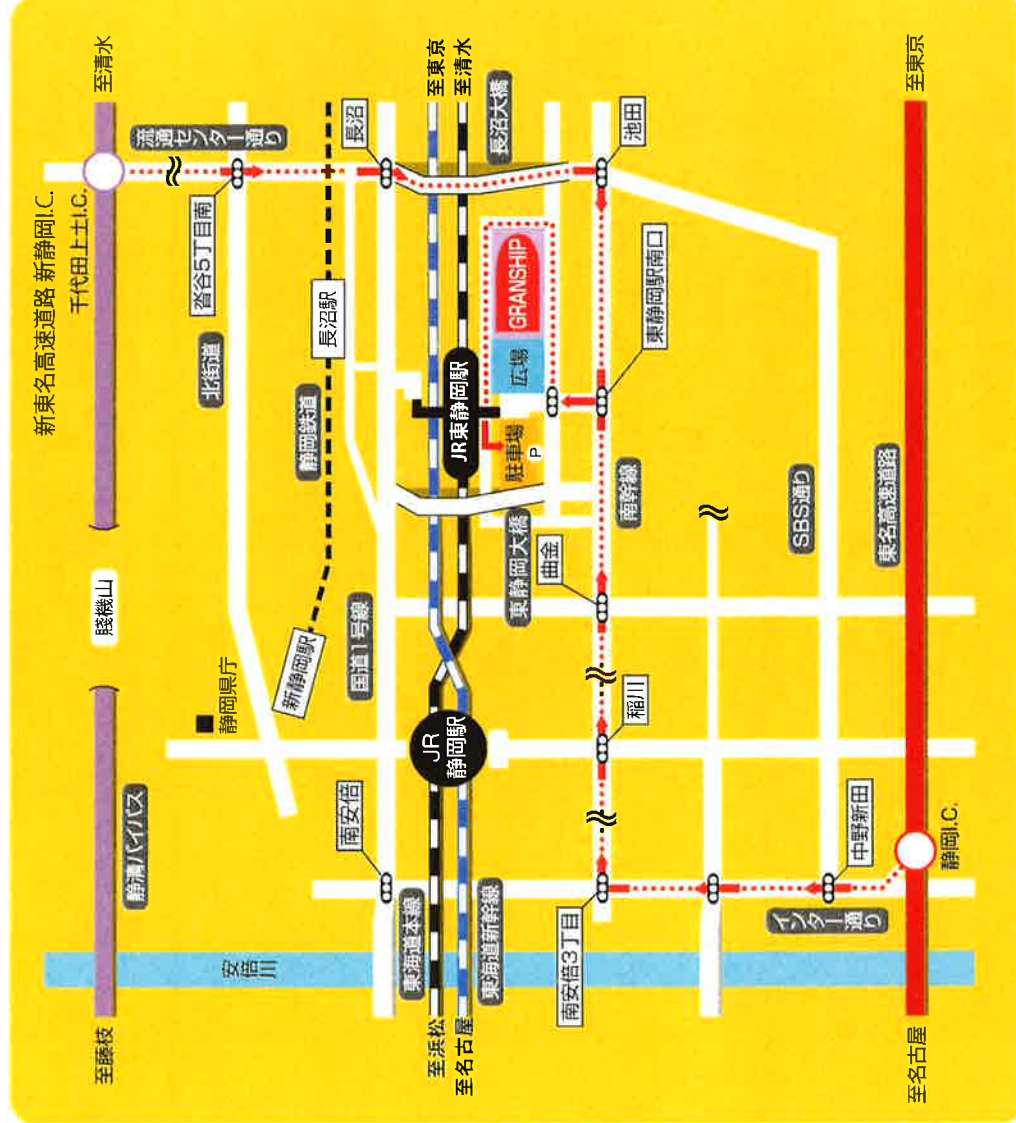 新東名高速道路 新静岡I.C.
千代田上土I.C.
至藤枝
賤機山
至清水
静清バイパス
流通センター通り
静岡県庁
北街道
沓谷5丁目南
新静岡駅
静岡鉄道
長沼駅
国道1号線
南安倍
長沼
安倍川
東海道本線
至浜松
至東京
JR
静岡駅
JR東静岡駅
至名古屋
至清水
東海道新幹線
長沼大橋
東静岡大橋
駐車場
P
広場
GRANSHIP
南安倍3丁目
稲川
曲金
南幹線
東静岡駅南口
池田
インター通り
中野新田
SBS通り
静岡I.C.
東名高速道路
至名古屋
至東京